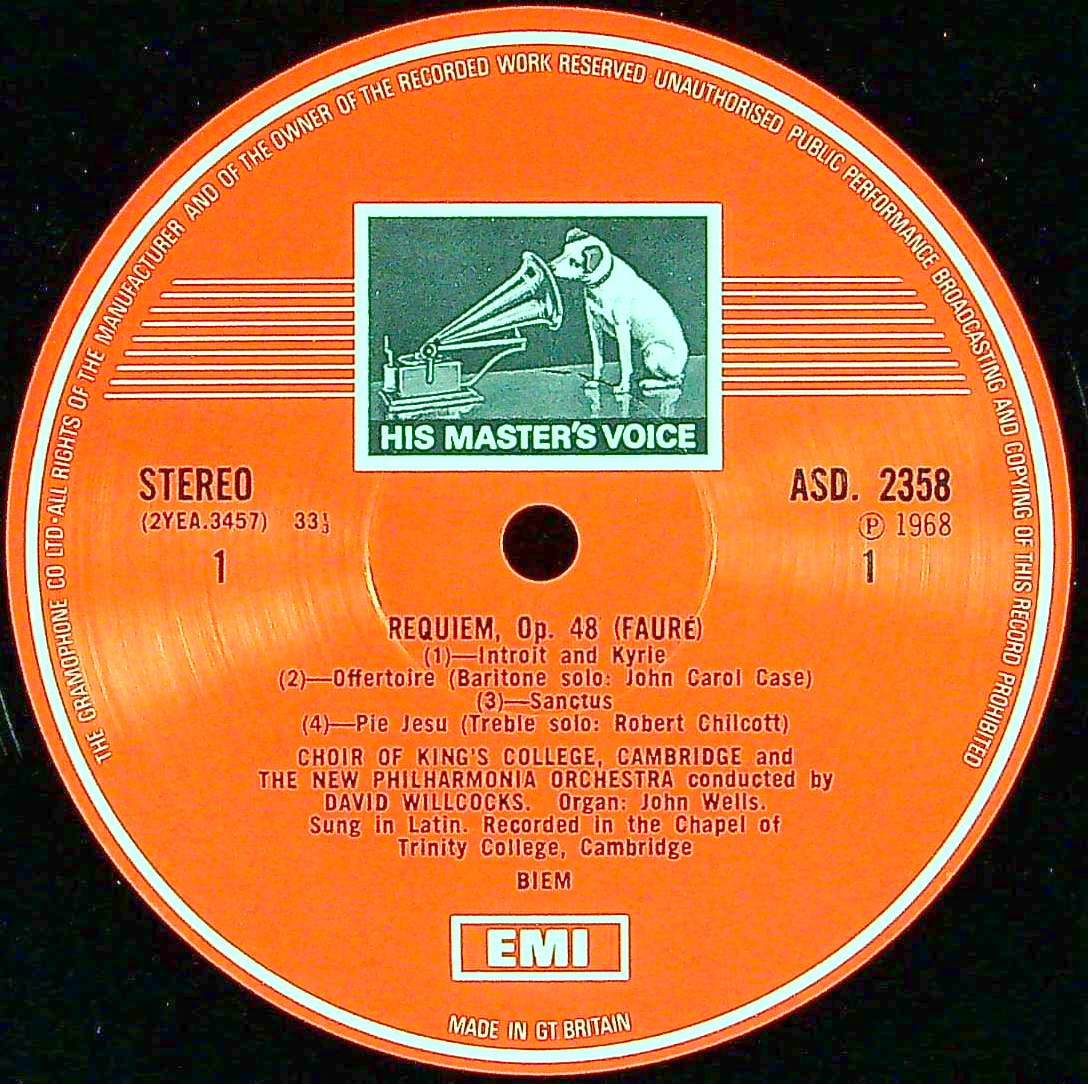 THE GRAMOPHONE CO LTD·ALL RIGHTS OF THE MANUFACTURER AND OF THE OWNER OF THE RECORDED WORK RESERVED·UNAUTHORISED PUBLIC PERFORMANCE BROADCASTING AND COPYING OF THIS RECORD PROHIBITED
HIS MASTER'S VOICE
STEREO
(2YEA.3457) 33⅓
1
ASD. 2358
Ⓟ 1968
1
REQUIEM, Op. 48 (FAURÉ)
(1)—Introit and Kyrie
(2)—Offertoire (Baritone solo: John Carol Case)
(3)—Sanctus
(4)—Pie Jesu (Treble solo: Robert Chilcott)
CHOIR OF KING'S COLLEGE, CAMBRIDGE and
THE NEW PHILHARMONIA ORCHESTRA conducted by
DAVID WILLCOCKS. Organ: John Wells.
Sung in Latin. Recorded in the Chapel of
Trinity College, Cambridge
BIEM
EMI
MADE IN GT BRITAIN